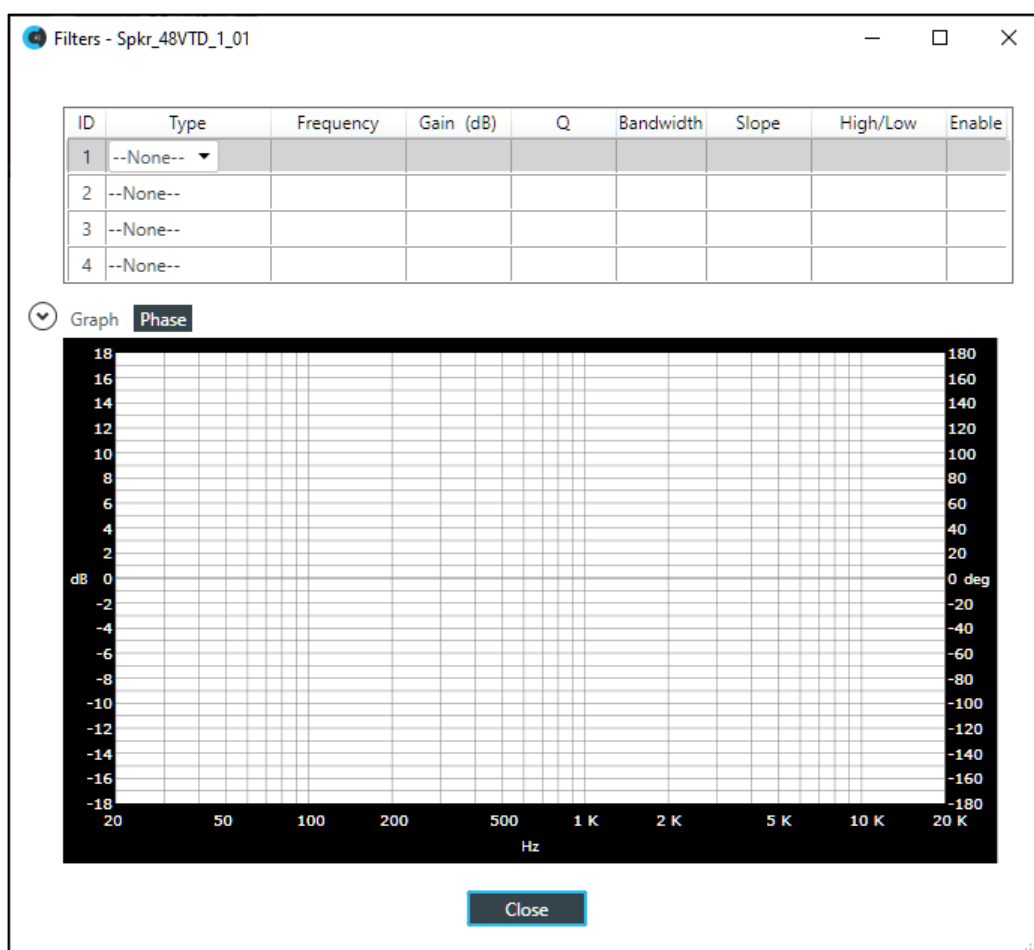 Filters - Spkr_48VTD_1_01
ID Type Frequency Gain (dB) Q Bandwidth Slope High/Low Enable
1 --None--
2 --None--
3 --None--
4 --None--
Graph Phase
18 180
16 160
14 140
12 120
10 100
8 80
6 60
4 40
2 20
dB 0 0 deg
-2 -20
-4 -40
-6 -60
-8 -80
-10 -100
-12 -120
-14 -140
-16 -160
-18 -180
20 50 100 200 500 1 K 2 K 5 K 10 K 20 K
Hz
Close